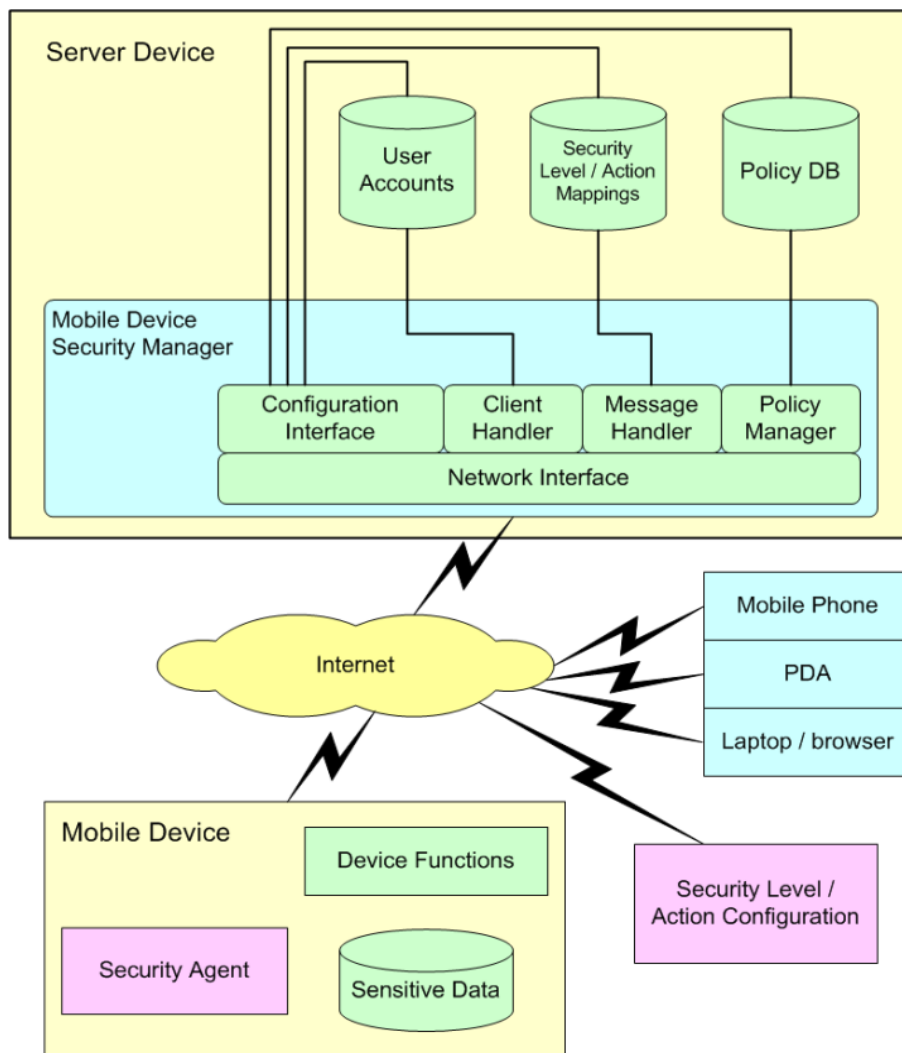 Server Device
User
Accounts
Security
Level / Action
Mappings
Policy DB
Mobile Device
Security Manager
Configuration
Interface
Client
Handler
Message
Handler
Policy
Manager
Network Interface
Internet
Mobile Phone
PDA
Laptop / browser
Mobile Device
Device Functions
Security Agent
Sensitive Data
Security Level /
Action Configuration